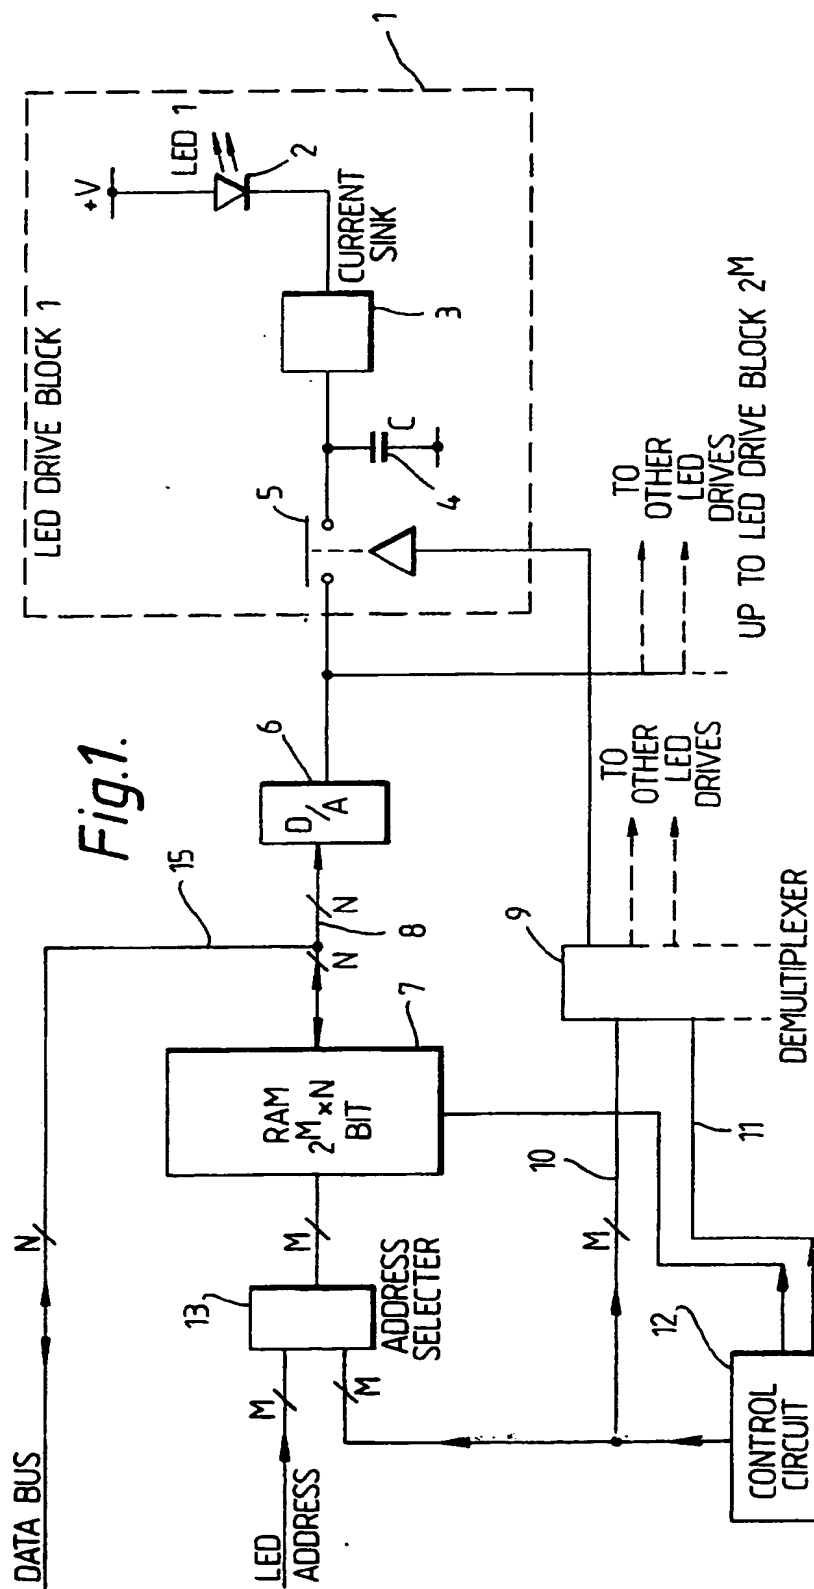 Fig.1.
DATA BUS
N
15
LED
ADDRESS
M
M
13
ADDRESS
SELECTER
M
RAM
2^M × N
BIT
7
N
N
8
D/A
6
LED DRIVE BLOCK 1
1
5
C
4
CURRENT
SINK
3
+V
LED 1
2
TO
OTHER
LED
DRIVES
UP TO LED DRIVE BLOCK 2^M
TO
OTHER
LED
DRIVES
9
DEMULTIPLEXER
M
10
11
12
CONTROL
CIRCUIT